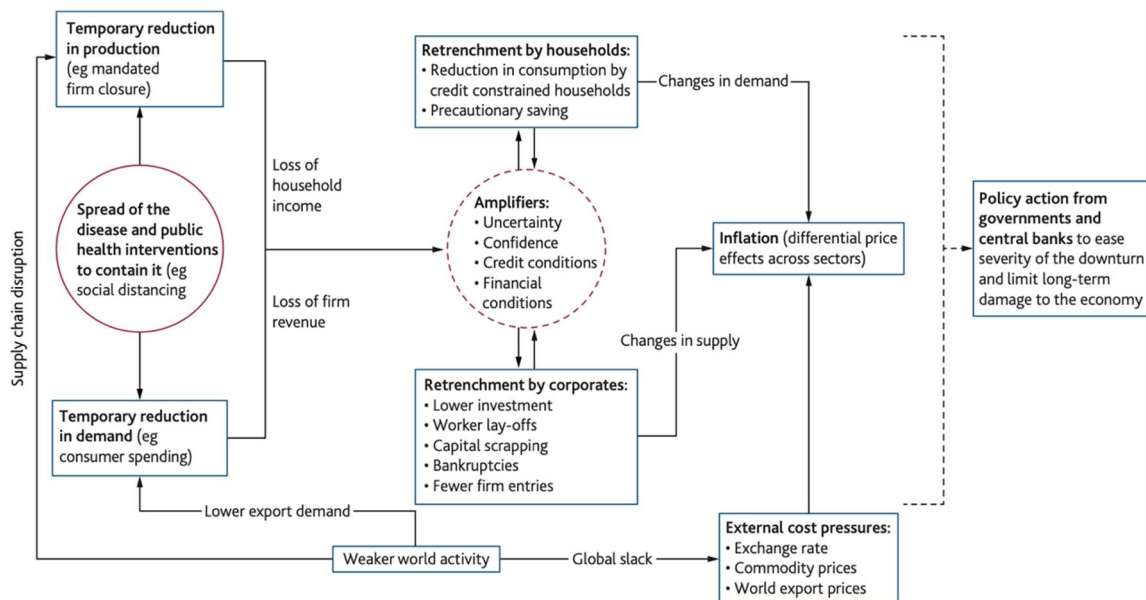 Temporary reduction
in production
(eg mandated
firm closure)
Spread of the
disease and public
health interventions
to contain it (eg
social distancing
Temporary reduction
in demand (eg
consumer spending)
Supply chain disruption
Loss of
household
income
Loss of firm
revenue
Lower export demand
Weaker world activity
Global slack
Retrenchment by households:
• Reduction in consumption by
credit constrained households
• Precautionary saving
Amplifiers:
• Uncertainty
• Confidence
• Credit conditions
• Financial
conditions
Retrenchment by corporates:
• Lower investment
• Worker lay-offs
• Capital scrapping
• Bankruptcies
• Fewer firm entries
Changes in demand
Changes in supply
Inflation (differential price
effects across sectors)
External cost pressures:
• Exchange rate
• Commodity prices
• World export prices
Policy action from
governments and
central banks to ease
severity of the downturn
and limit long-term
damage to the economy